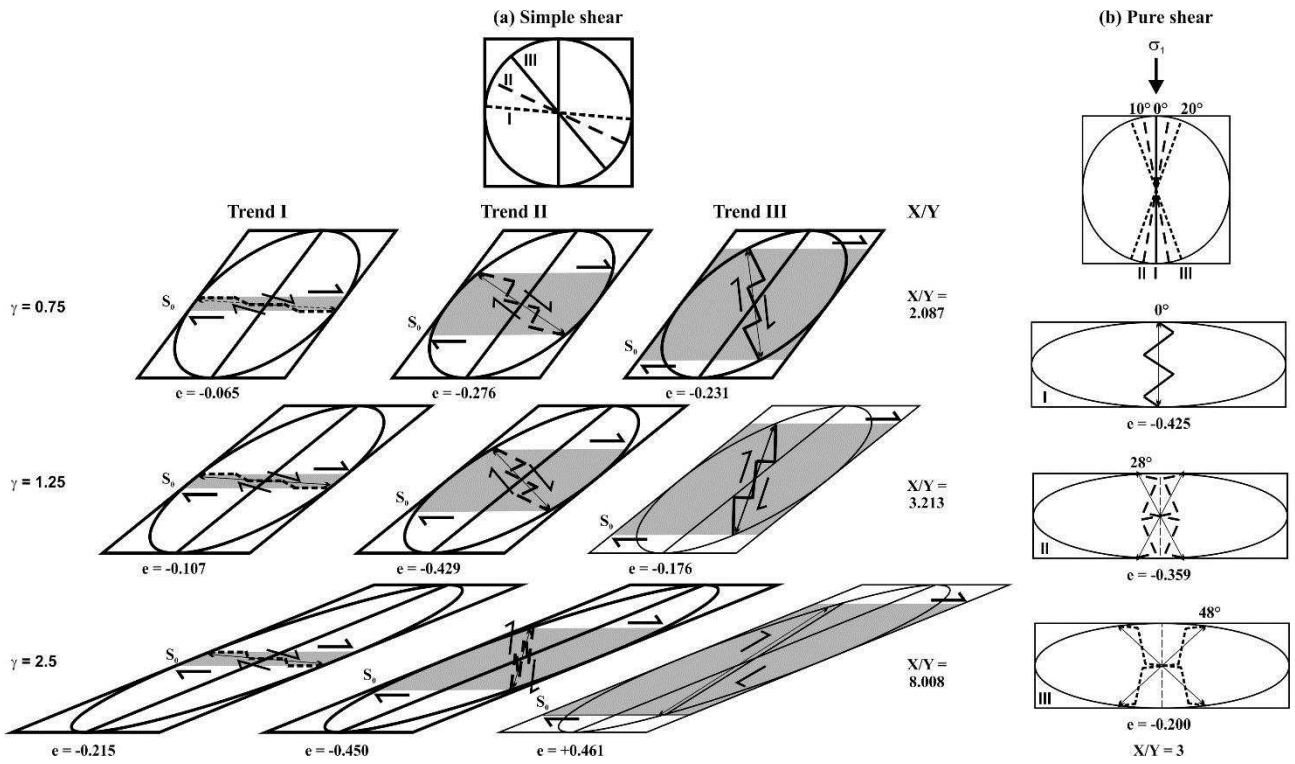 (a) Simple shear
(b) Pure shear
σ₁
III
II
I
10° 0° 20°
II I III
Trend I
Trend II
Trend III
X/Y
γ = 0.75
S₀
S₀
S₀
X/Y =
2.087
e = -0.065
e = -0.276
e = -0.231
0°
I
e = -0.425
γ = 1.25
S₀
S₀
S₀
X/Y =
3.213
e = -0.107
e = -0.429
e = -0.176
28°
II
e = -0.359
γ = 2.5
S₀
S₀
S₀
X/Y =
8.008
e = -0.215
e = -0.450
e = +0.461
48°
III
e = -0.200
X/Y = 3